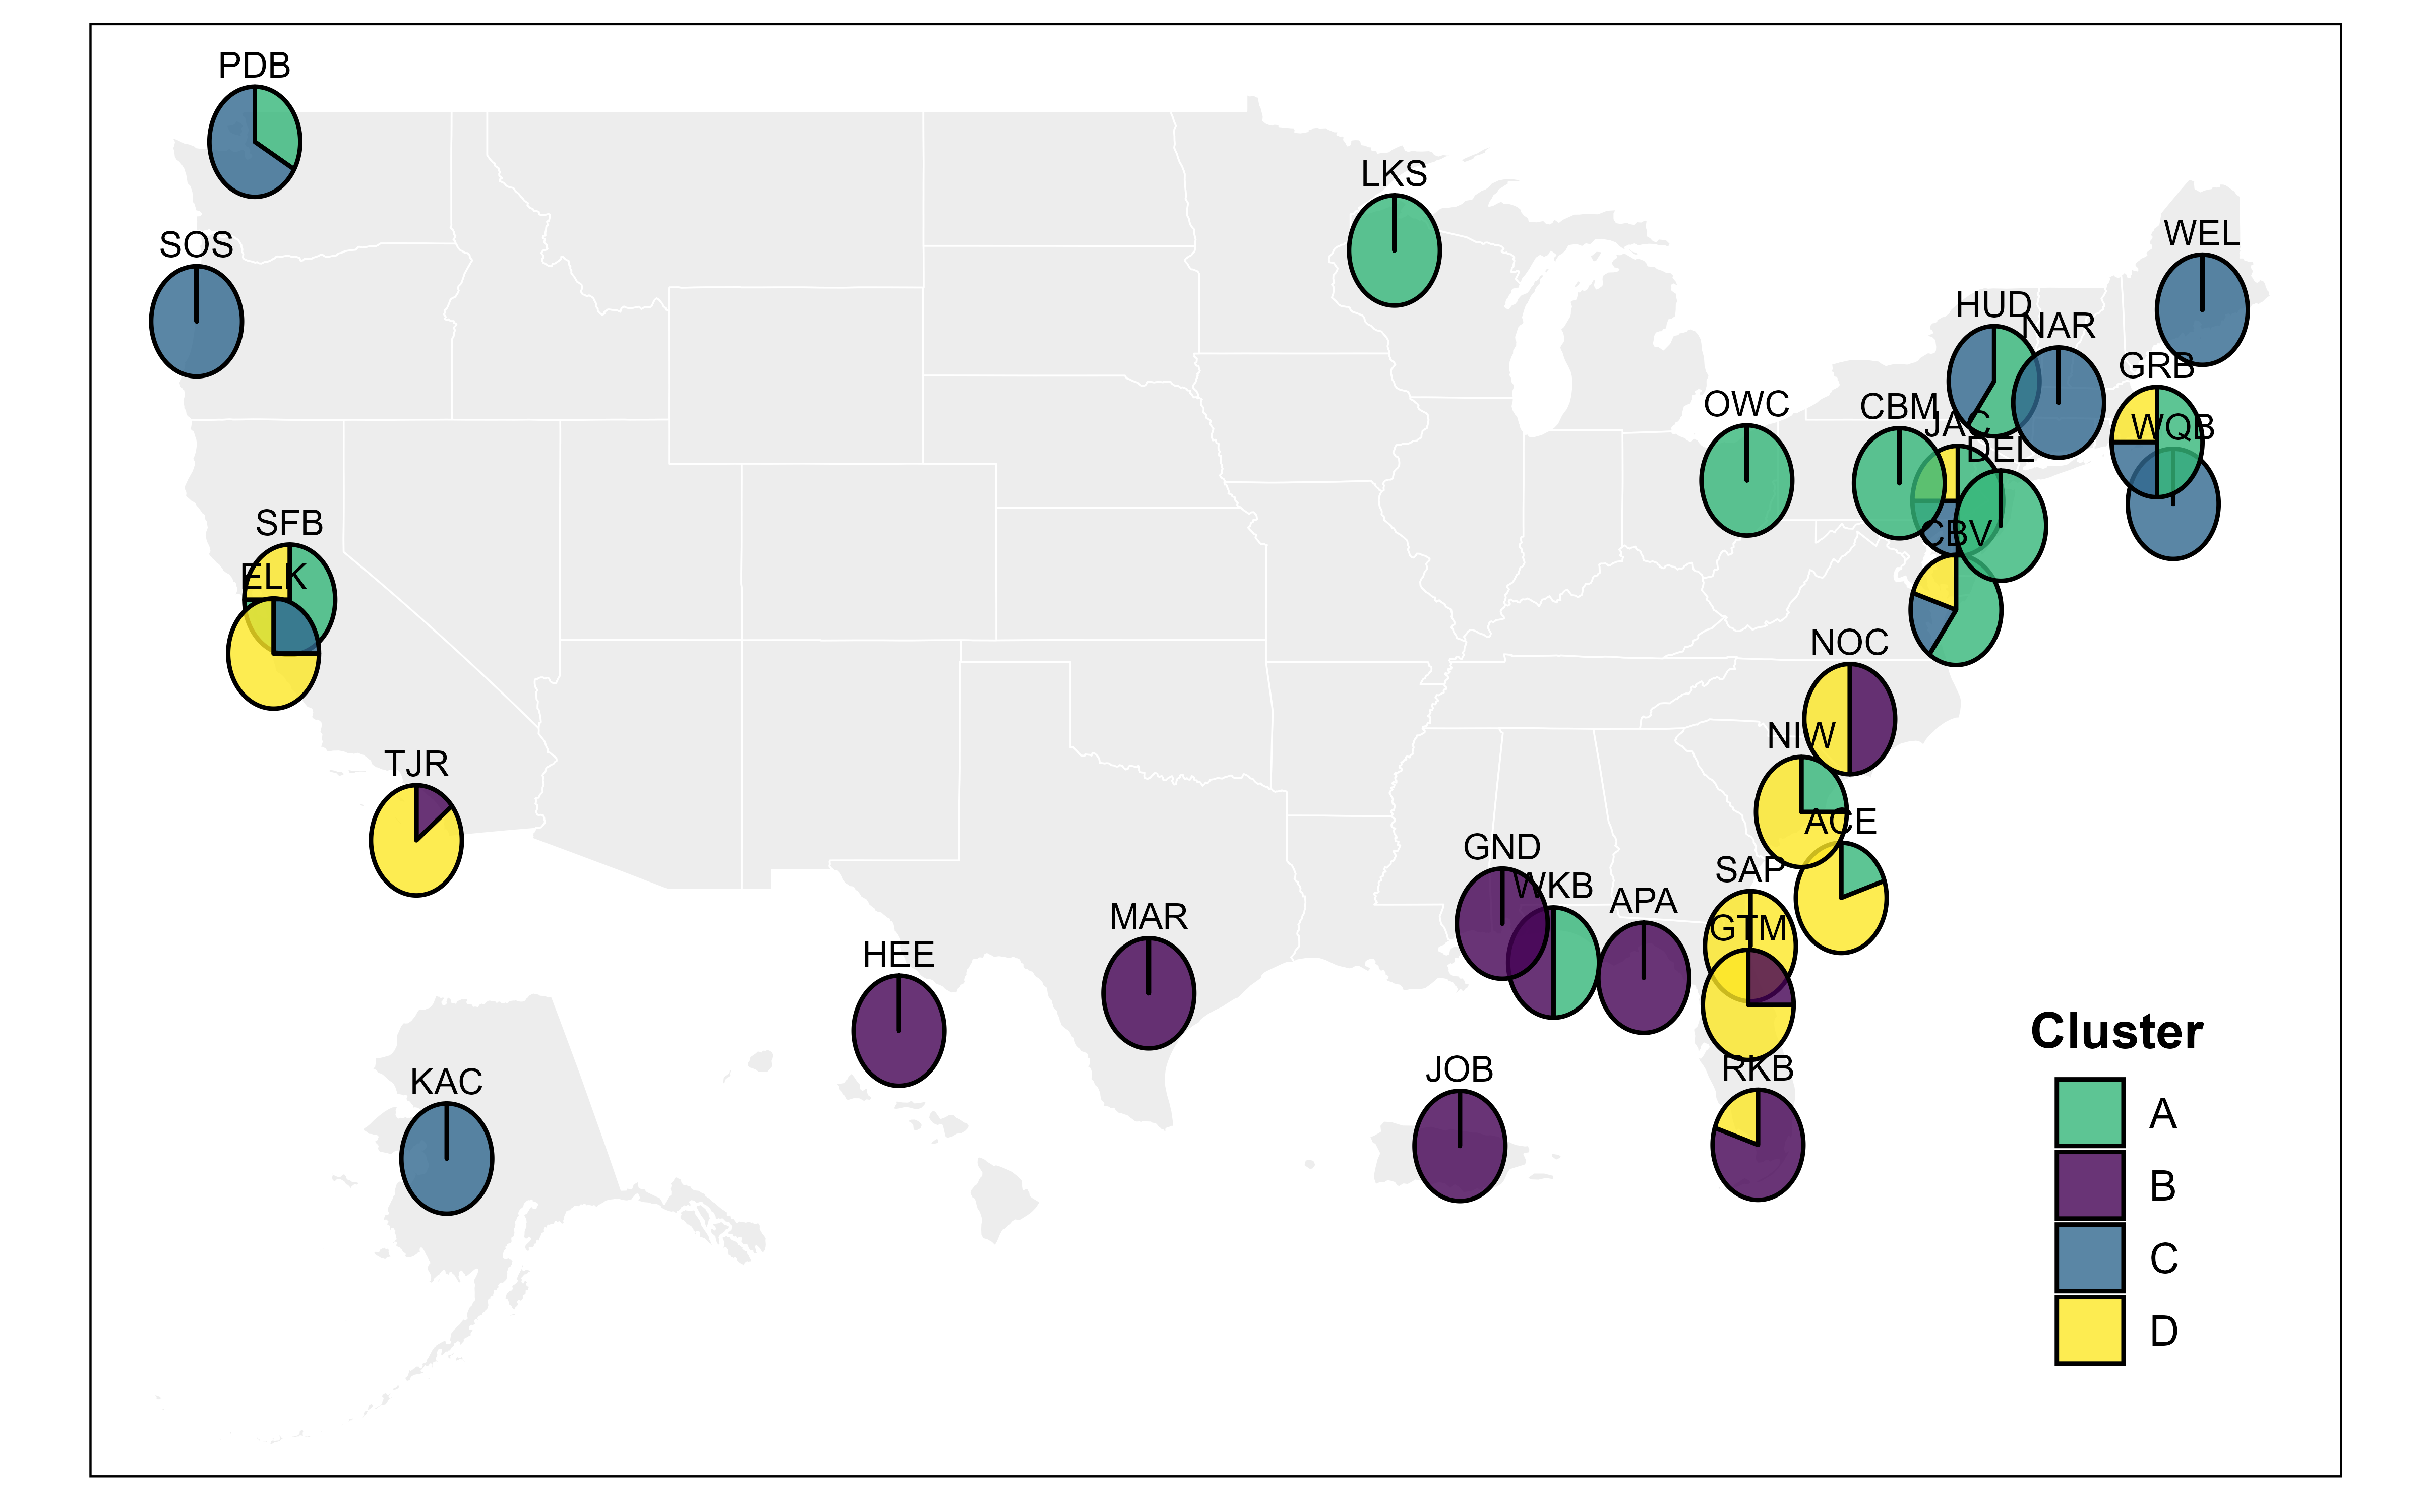 PDB
LKS
WEL
SOS
HUD
NAR
GRB
OWC
CBM
JAC
WQB
DEL
SFB
CBV
ELK
NOC
NIW
TJR
ACE
GND
SAP
WKB
APA
MAR
GTM
HEE
Cluster
RKB
JOB
KAC
A
B
C
D